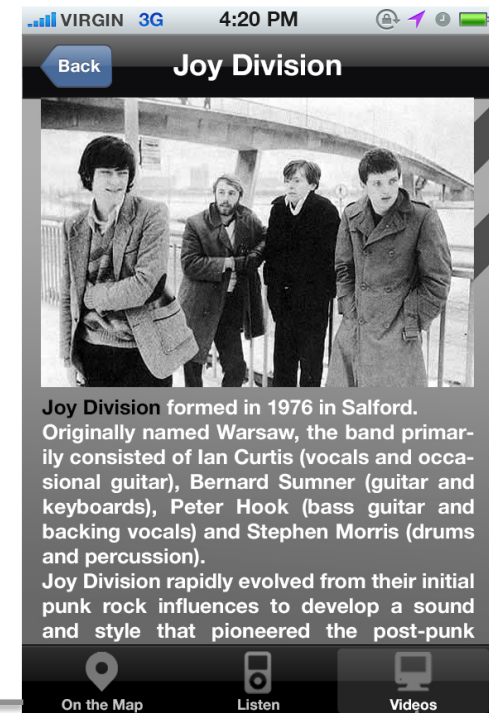 VIRGIN 3G 4:20 PM
Back Joy Division
Joy Division formed in 1976 in Salford.
Originally named Warsaw, the band primar-
ily consisted of Ian Curtis (vocals and occa-
sional guitar), Bernard Sumner (guitar and
keyboards), Peter Hook (bass guitar and
backing vocals) and Stephen Morris (drums
and percussion).
Joy Division rapidly evolved from their initial
punk rock influences to develop a sound
and style that pioneered the post-punk
On the Map Listen Videos